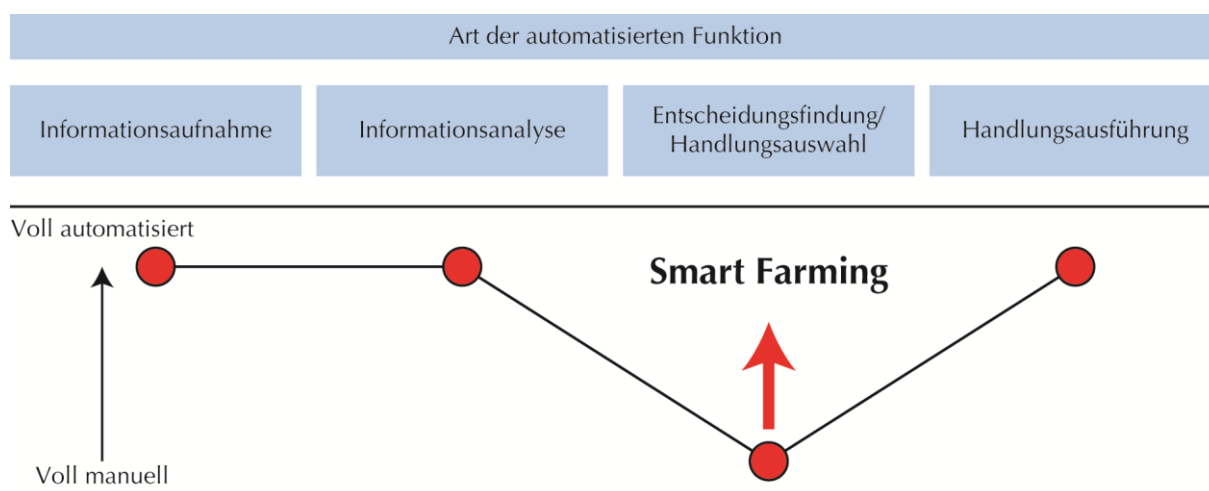 Art der automatisierten Funktion
Informationsaufnahme
Informationsanalyse
Entscheidungsfindung/
Handlungsauswahl
Handlungsausführung
Voll automatisiert
Smart Farming
Voll manuell